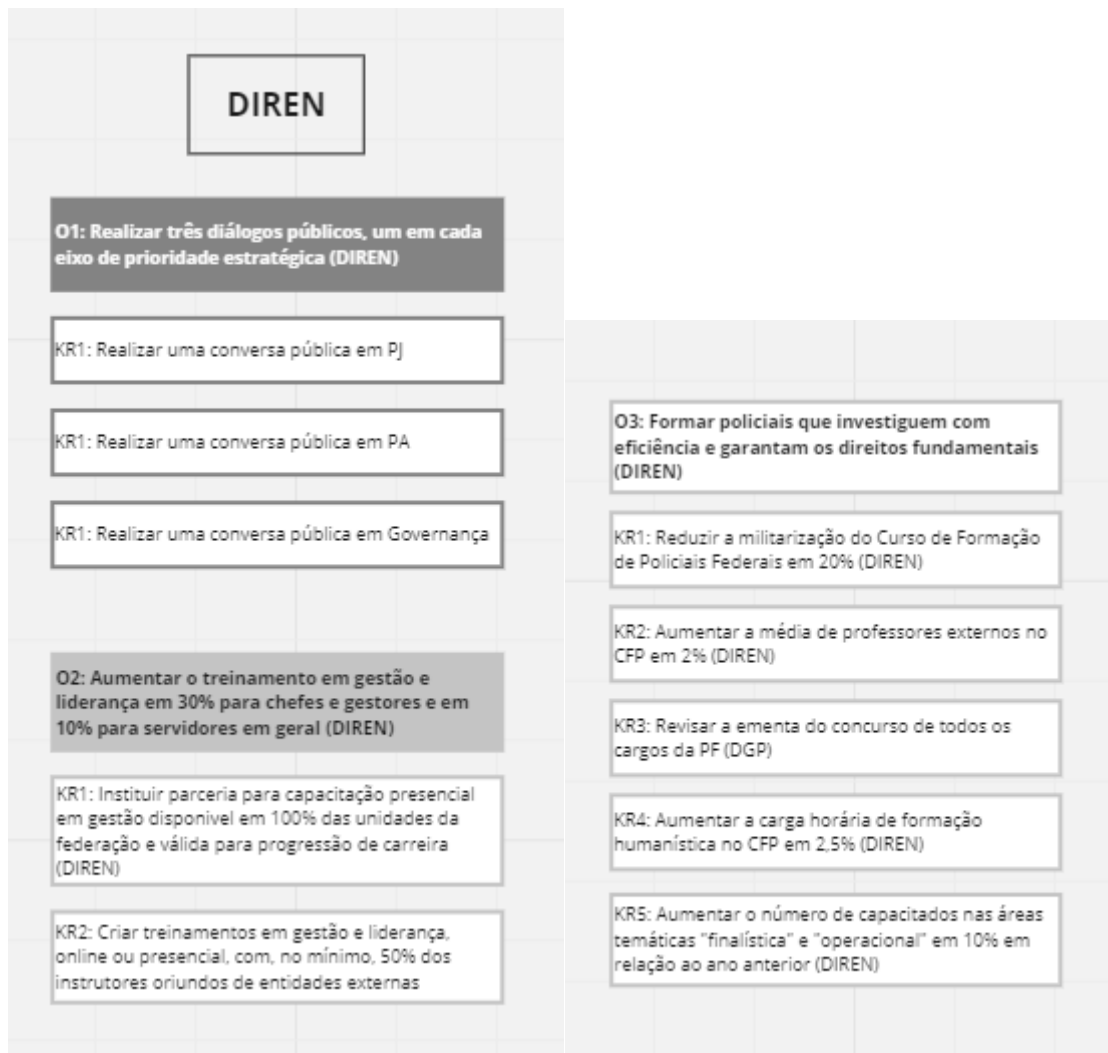 DIREN
O1: Realizar três diálogos públicos, um em cada
eixo de prioridade estratégica (DIREN)
KR1: Realizar uma conversa pública em PJ
KR1: Realizar uma conversa pública em PA
KR1: Realizar uma conversa pública em Governança
O2: Aumentar o treinamento em gestão e
liderança em 30% para chefes e gestores e em
10% para servidores em geral (DIREN)
KR1: Instituir parceria para capacitação presencial
em gestão disponivel em 100% das unidades da
federação e válida para progressão de carreira
(DIREN)
KR2: Criar treinamentos em gestão e liderança,
online ou presencial, com, no mínimo, 50% dos
instrutores oriundos de entidades externas
O3: Formar policiais que investiguem com
eficiência e garantam os direitos fundamentais
(DIREN)
KR1: Reduzir a militarização do Curso de Formação
de Policiais Federais em 20% (DIREN)
KR2: Aumentar a média de professores externos no
CFP em 2% (DIREN)
KR3: Revisar a ementa do concurso de todos os
cargos da PF (DGP)
KR4: Aumentar a carga horária de formação
humanística no CFP em 2,5% (DIREN)
KR5: Aumentar o número de capacitados nas áreas
temáticas "finalística" e "operacional" em 10% em
relação ao ano anterior (DIREN)